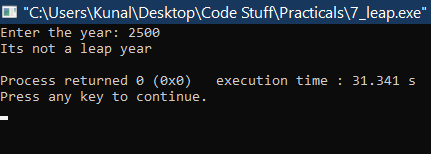 "C:\Users\Kunal\Desktop\Code Stuff\Practicals\7_leap.exe"
Enter the year: 2500
Its not a leap year
Process returned 0 (0x0)   execution time : 31.341 s
Press any key to continue.